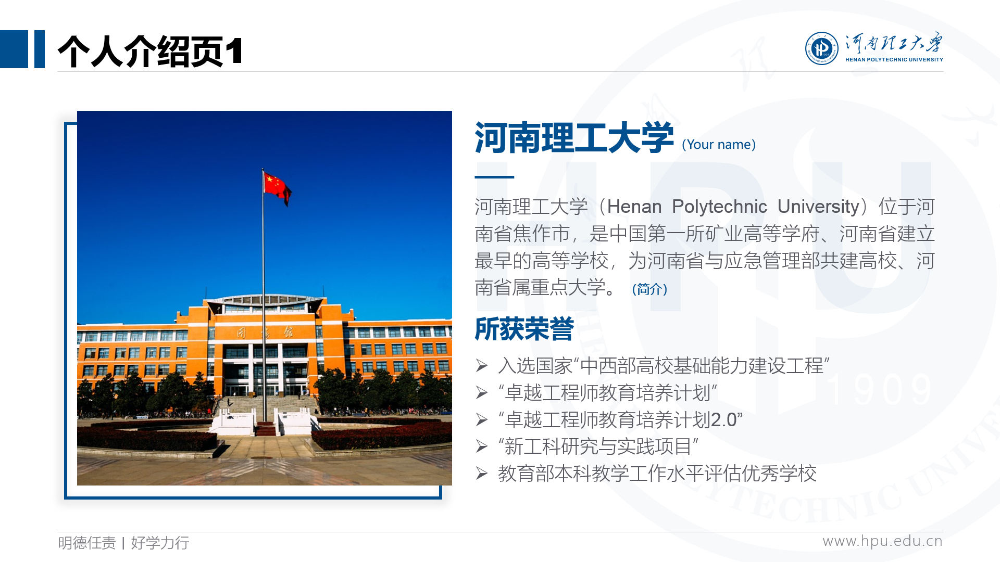 个人介绍页1
河南理工大学
HENAN POLYTECHNIC UNIVERSITY
河南理工大学 (Your name)
河南理工大学（Henan Polytechnic University）位于河
南省焦作市，是中国第一所矿业高等学府、河南省建立
最早的高等学校，为河南省与应急管理部共建高校、河
南省属重点大学。 (简介)
所获荣誉
入选国家“中西部高校基础能力建设工程”
“卓越工程师教育培养计划”
“卓越工程师教育培养计划2.0”
“新工科研究与实践项目”
教育部本科教学工作水平评估优秀学校
图书馆
HPU
1909
POLYTECHNIC UNIVER
明德任责 | 好学力行
www.hpu.edu.cn